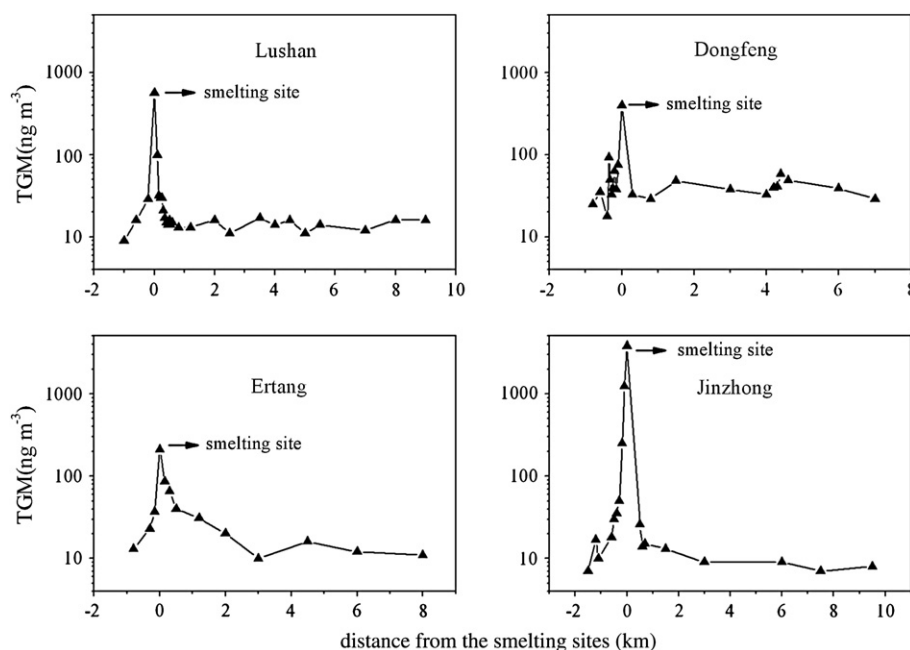 TGM(ng m-3)
1000
100
10
Lushan
smelting site
-2 0 2 4 6 8 10
1000
100
10
Dongfeng
smelting site
-2 0 2 4 6 8
TGM(ng m-3)
1000
100
10
Ertang
smelting site
-2 0 2 4 6 8
1000
100
10
smelting site
Jinzhong
-2 0 2 4 6 8 10
distance from the smelting sites (km)